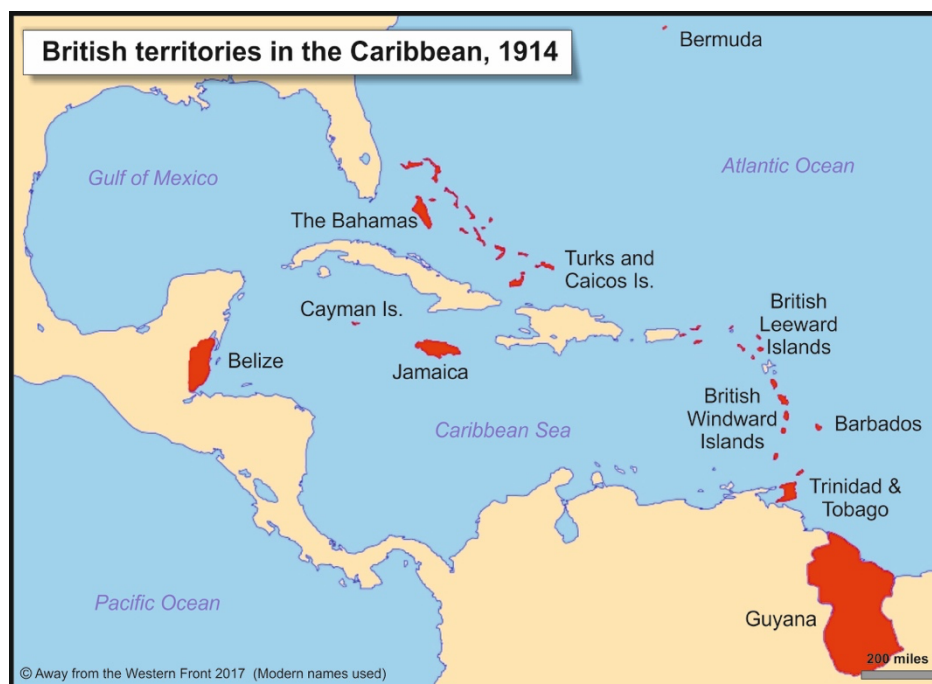 British territories in the Caribbean, 1914
Bermuda
Gulf of Mexico
Atlantic Ocean
The Bahamas
Turks and
Caicos Is.
Cayman Is.
British
Leeward
Islands
Belize
Jamaica
British
Windward
Islands
Caribbean Sea
Barbados
Trinidad &
Tobago
Pacific Ocean
Guyana
200 miles
© Away from the Western Front 2017 (Modern names used)